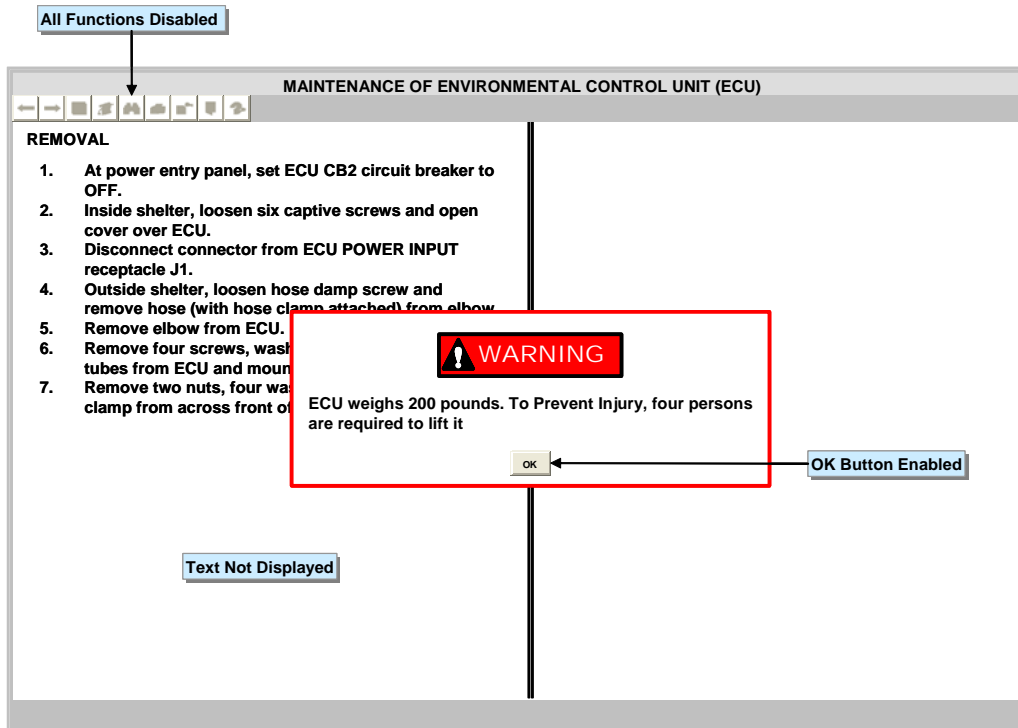 All Functions Disabled
MAINTENANCE OF ENVIRONMENTAL CONTROL UNIT (ECU)
REMOVAL
1. At power entry panel, set ECU CB2 circuit breaker to
OFF.
2. Inside shelter, loosen six captive screws and open
cover over ECU.
3. Disconnect connector from ECU POWER INPUT
receptacle J1.
4. Outside shelter, loosen hose damp screw and
remove hose (with hose clamp attached) from elbow
5. Remove elbow from ECU.
6. Remove four screws,
tubes from ECU and
7. Remove two nuts, four
clamp from across front
WARNING
ECU weighs 200 pounds. To Prevent Injury, four persons
are required to lift it
OK
OK Button Enabled
Text Not Displayed